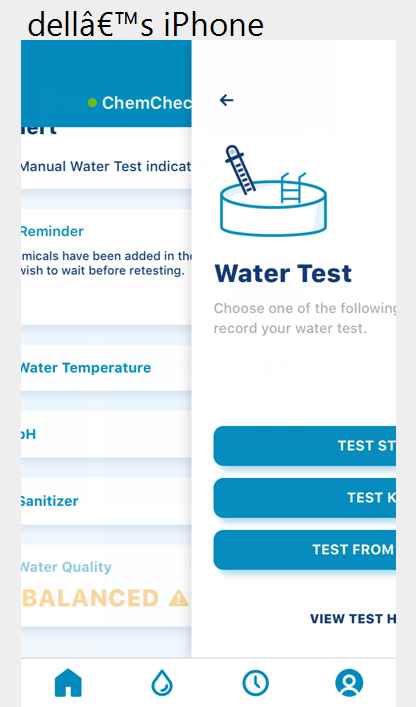 dellâ€™s iPhone
ChemChec
lert
Manual Water Test indicat
Reminder
micals have been added in the
wish to wait before retesting.
Water Temperature
pH
Sanitizer
Water Quality
BALANCED
Water Test
Choose one of the following
record your water test.
TEST ST
TEST K
TEST FROM
VIEW TEST H